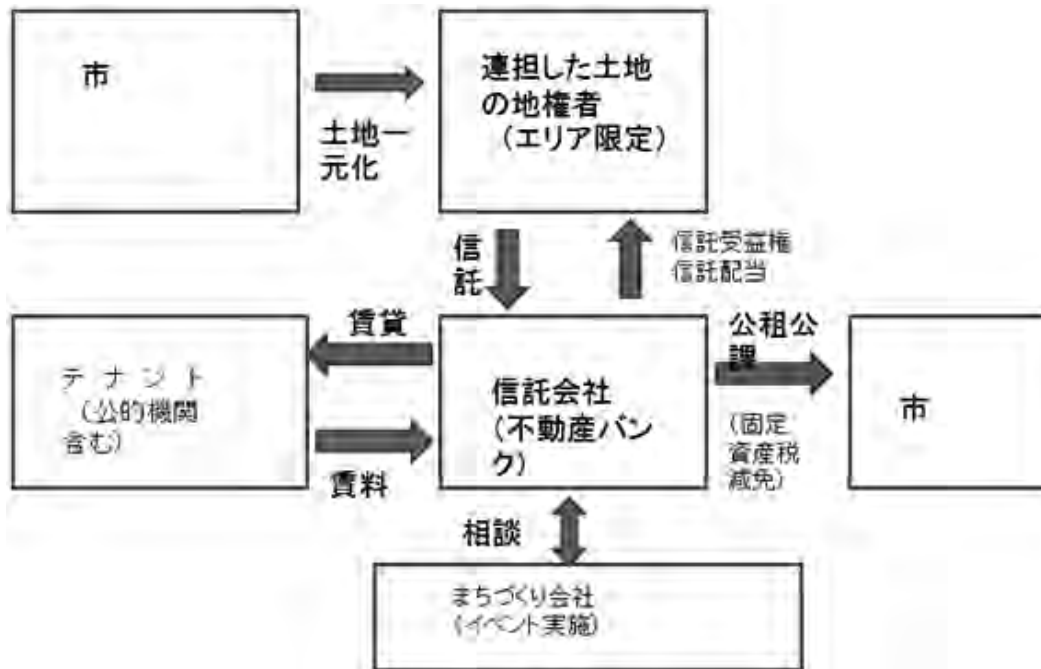 市
土地一
元化
連担した土地
の地権者
（エリア限定）
信
託
信託受益権
信託配当
賃貸
賃料
テナント
（公的機関
含む）
信託会社
（不動産バン
ク）
公租公
課
（固定
資産税
減免）
市
相談
まちづくり会社
（イベント実施）